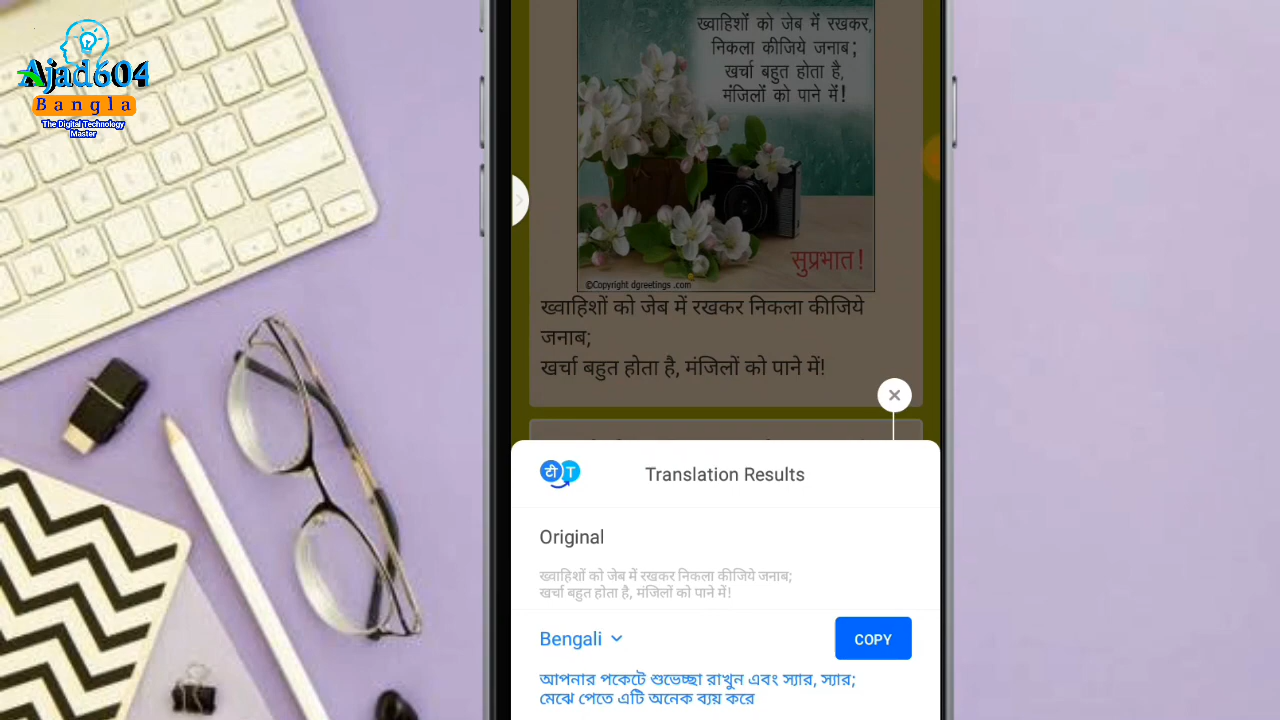 Ajad604
Bangla
The Digital Technology
Master
ख्वाहिशों को जेब में रखकर,
निकला कीजिये जनाब;
खर्चा बहुत होता है,
मंजिलों को पाने में!
सुप्रभात!
©Copyright dgreetings .com
ख्वाहिशों को जेब में रखकर निकला कीजिये
जनाब;
खर्चा बहुत होता है, मंजिलों को पाने में!
टी T
Translation Results
Original
ख्वाहिशों को जेब में रखकर निकला कीजिये जनाब;
खर्चा बहुत होता है, मंजिलों को पाने में!
Bengali
COPY
আপনার পকেটে শুভেচ্ছা রাখুন এবং স্যার, স্যার;
মেঝে পেতে এটি অনেক ব্যয় করে